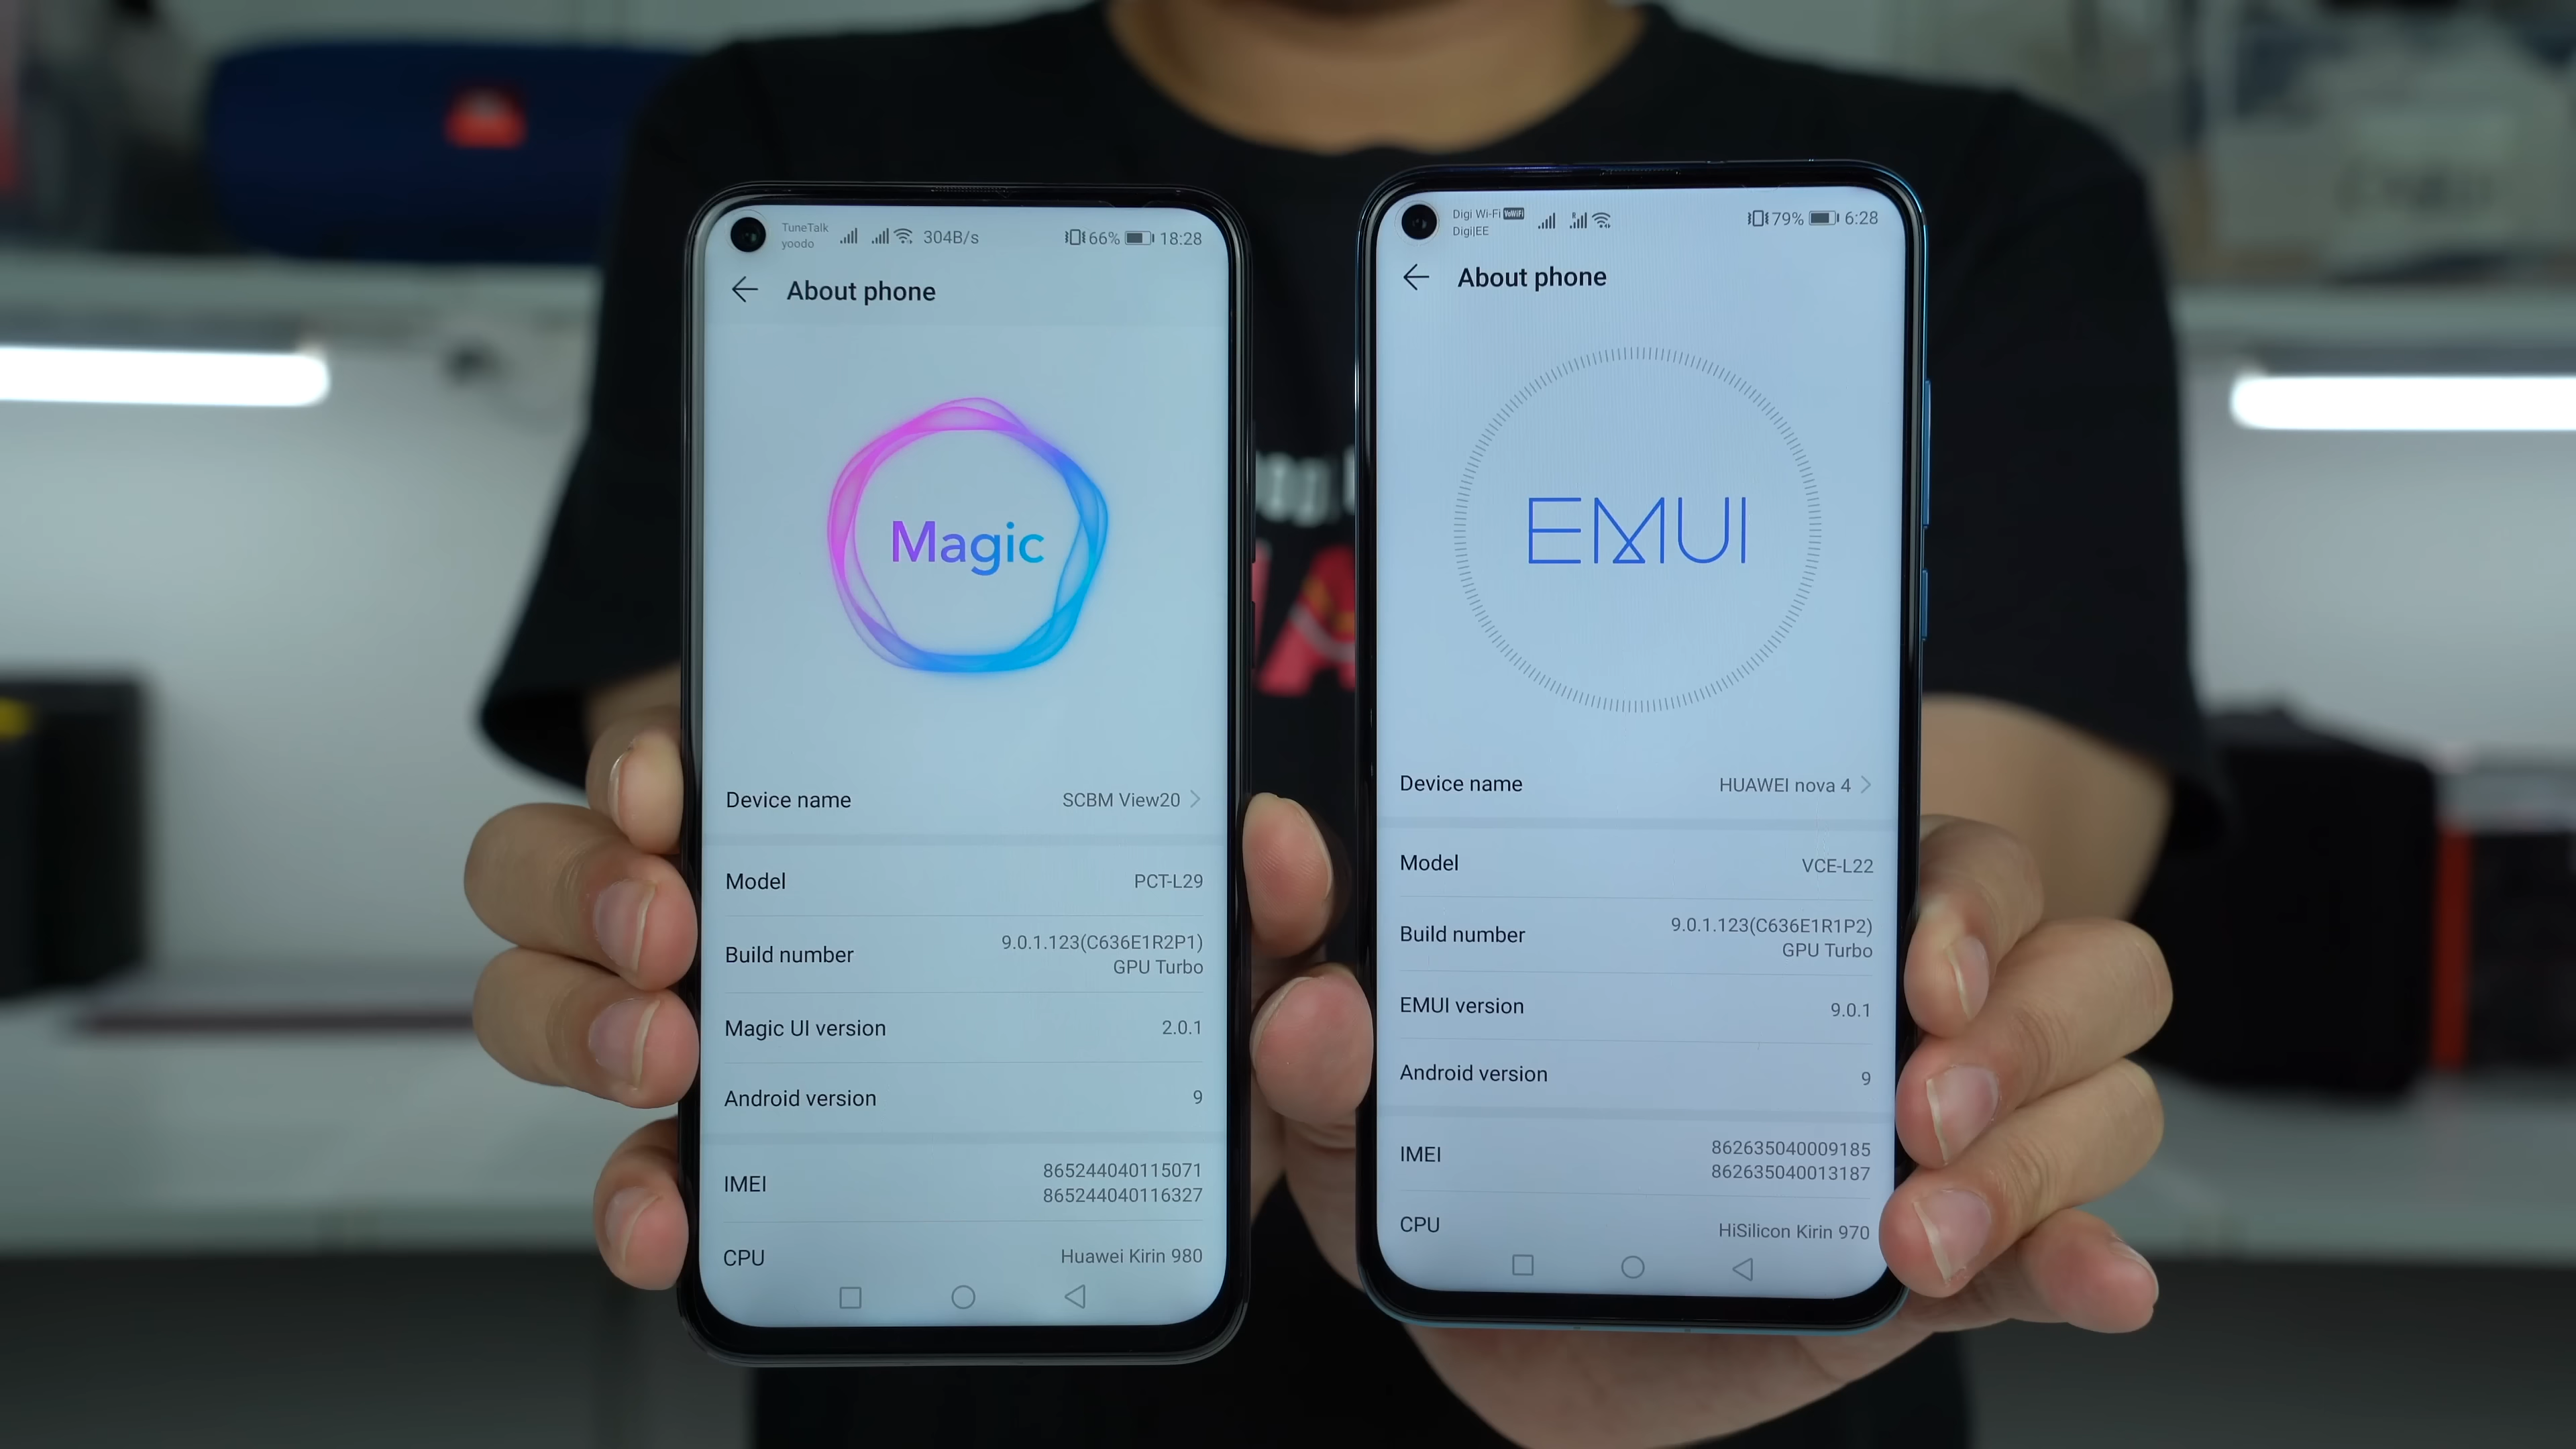 TuneTalk
yoodo
304B/s
66%
18:28
About phone
Magic
Device name SCBM View20
Model PCT-L29
Build number 9.0.1.123(C636E1R2P1)
GPU Turbo
Magic UI version 2.0.1
Android version 9
IMEI 865244040115071
865244040116327
CPU Huawei Kirin 980
Digi Wi-Fi VoWiFi
Digi|EE
79%
6:28
About phone
EMUI
Device name HUAWEI nova 4
Model VCE-L22
Build number 9.0.1.123(C636E1R1P2)
GPU Turbo
EMUI version 9.0.1
Android version 9
IMEI 862635040009185
862635040013187
CPU HiSilicon Kirin 970